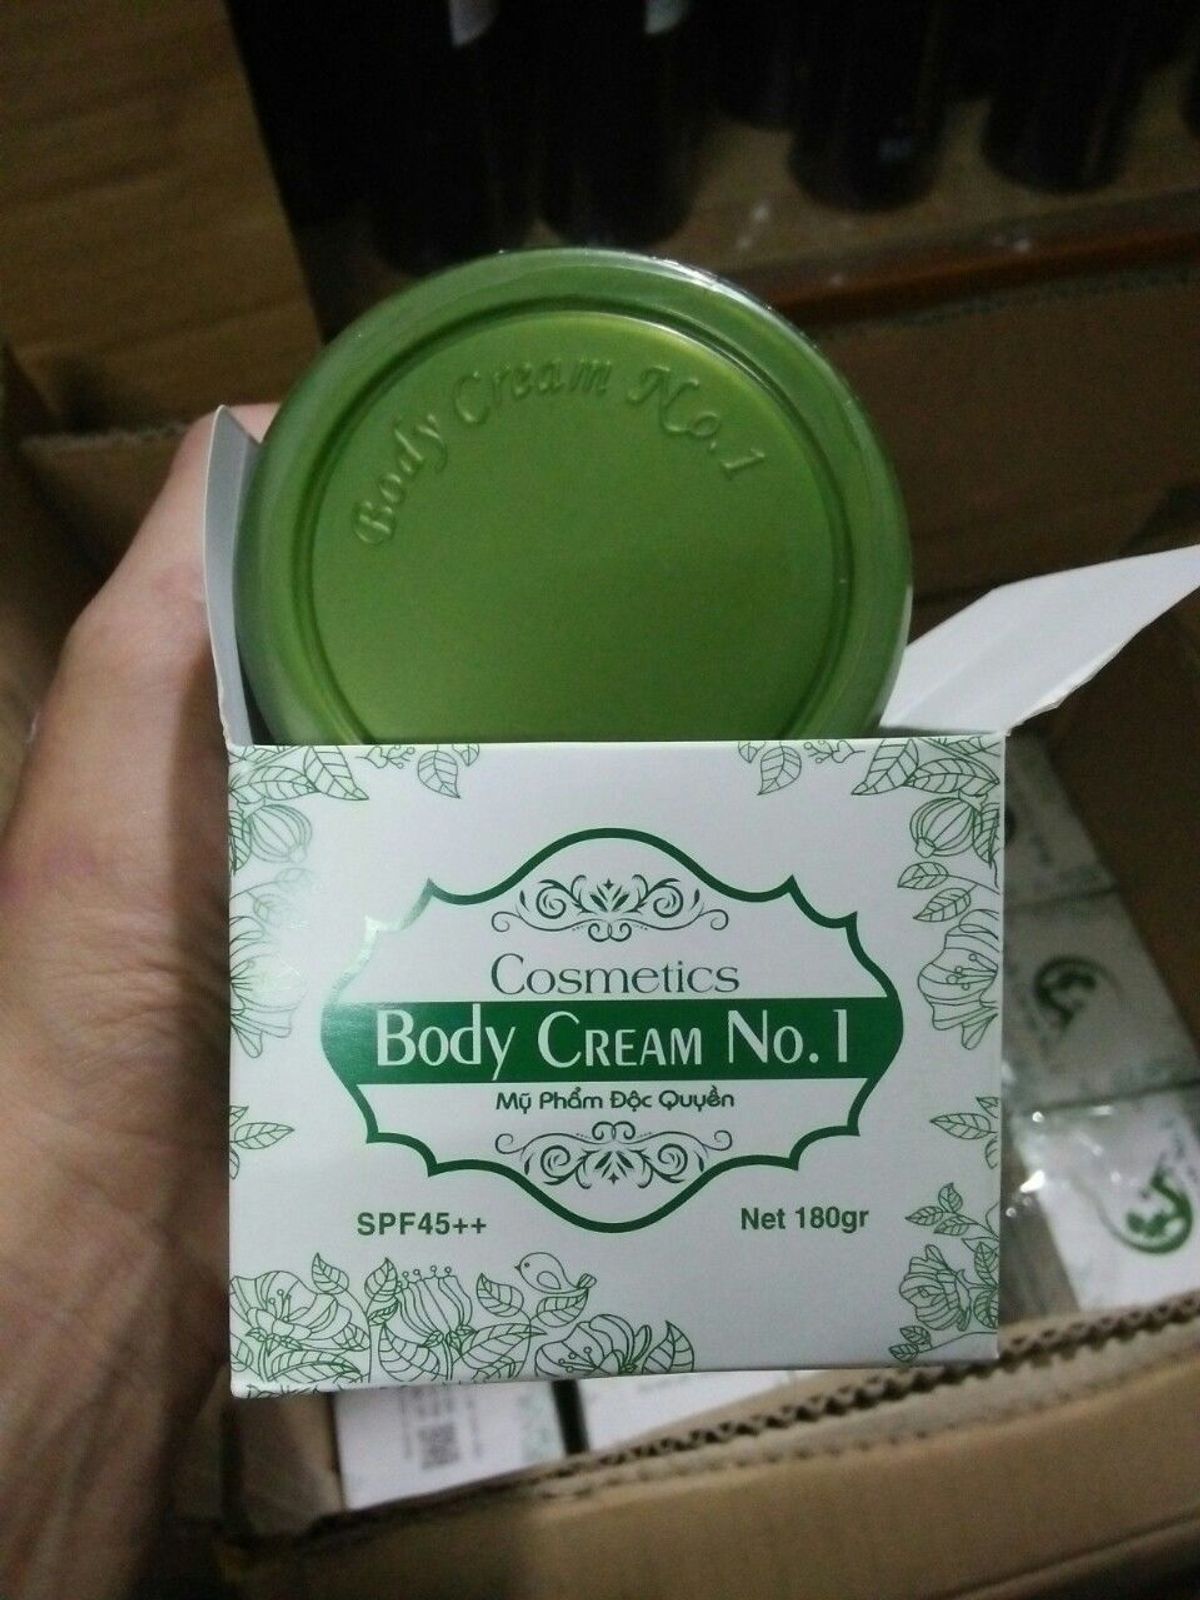 Body Cream No.1
Cosmetics
Body Cream No.1
Mỹ Phẩm Độc Quyền
SPF45++
Net 180gr